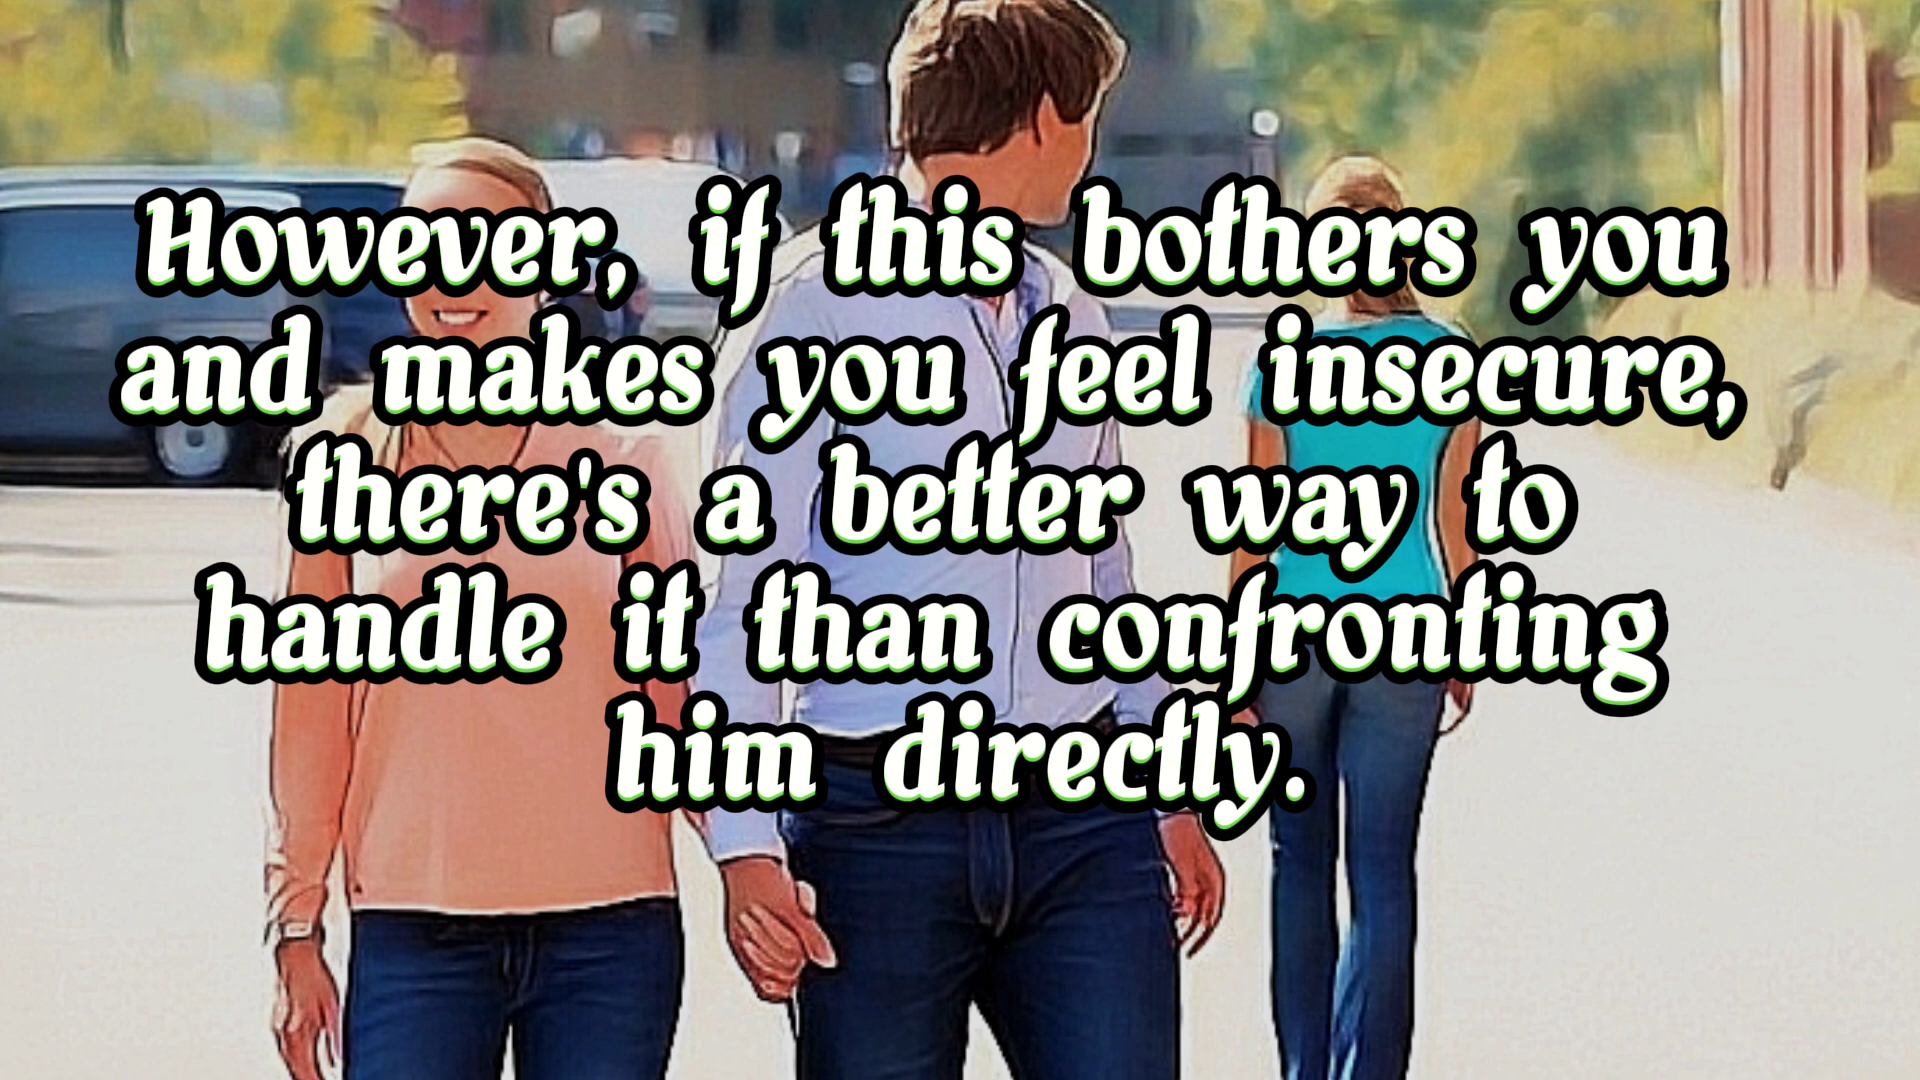 However, if this bothers you
and makes you feel insecure,
there's a better way to
handle it than confronting
him directly.